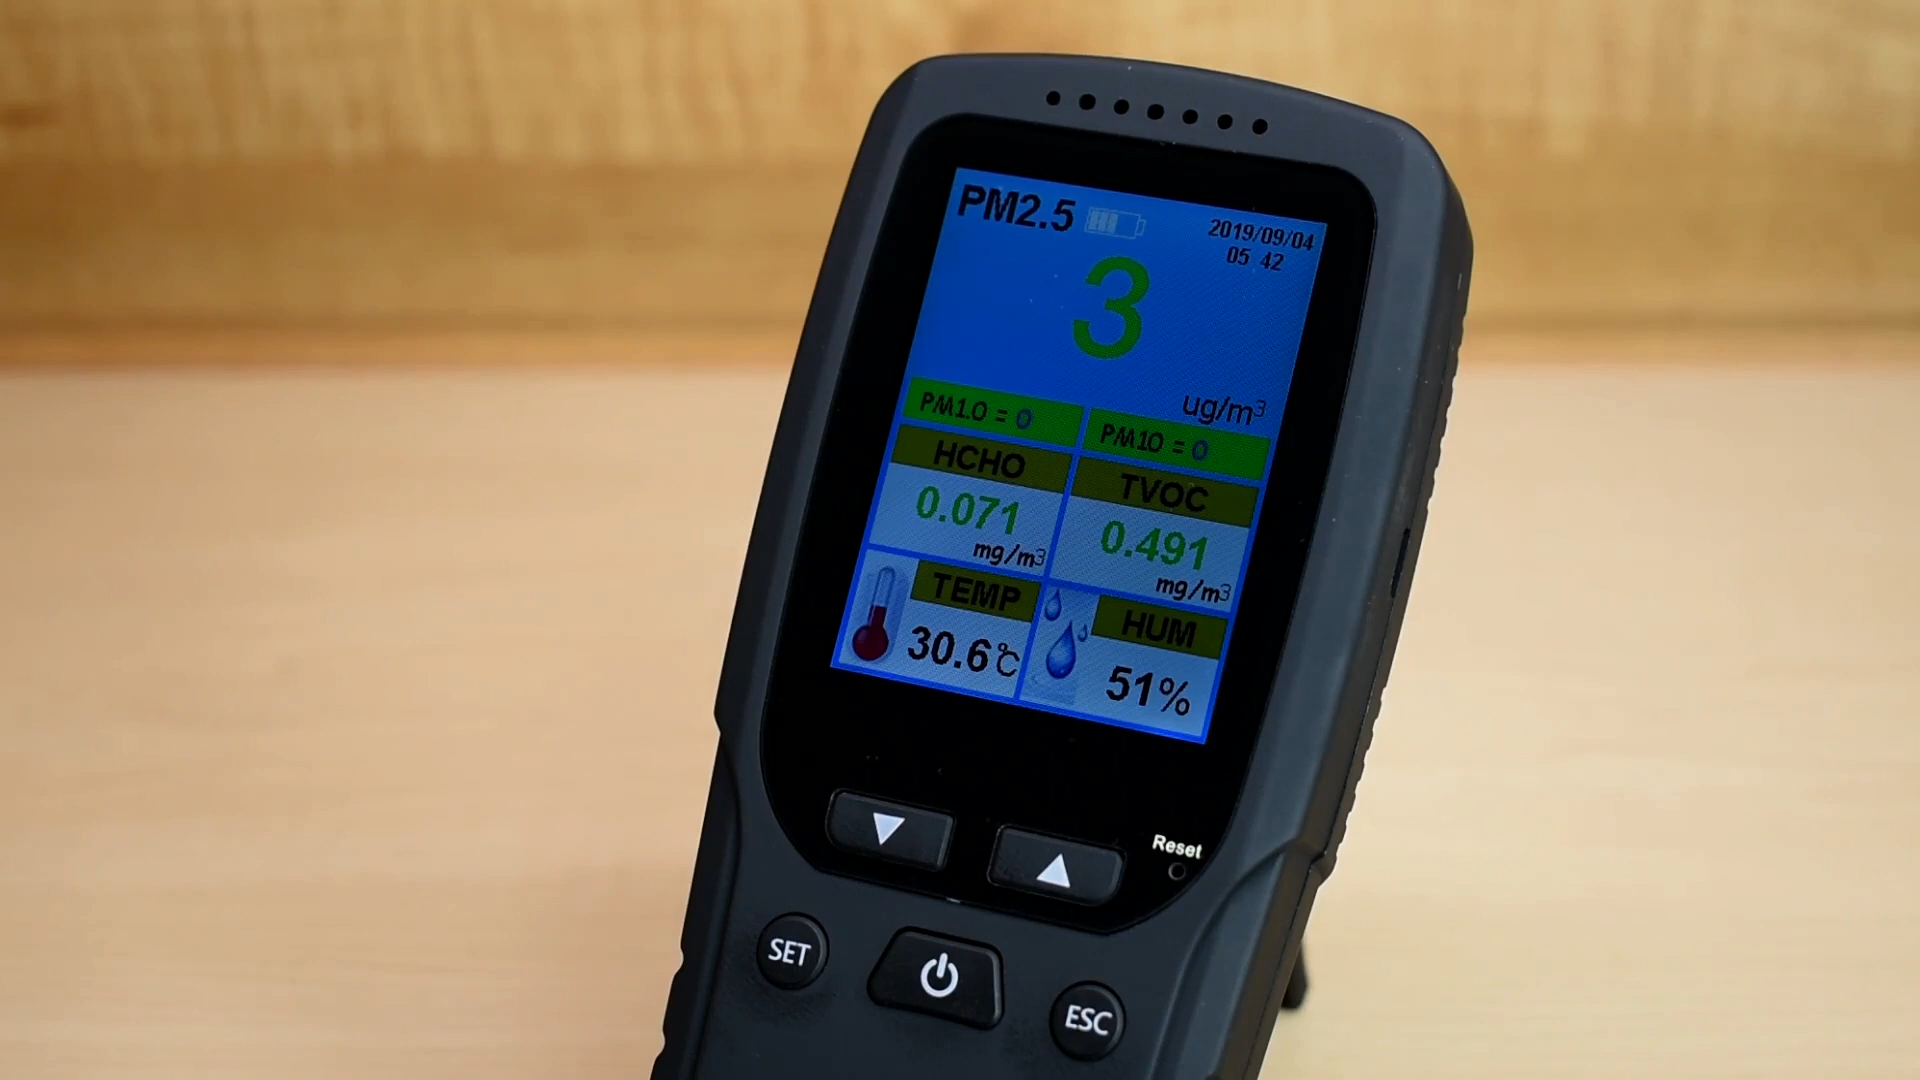 PM2.5
2019/09/04
05 42
3
ug/m³
PM1.0 = 0
PM10 = 0
HCHO
TVOC
0.071
mg/m³
0.491
mg/m³
TEMP
HUM
30.6℃
51%
Reset
SET
ESC